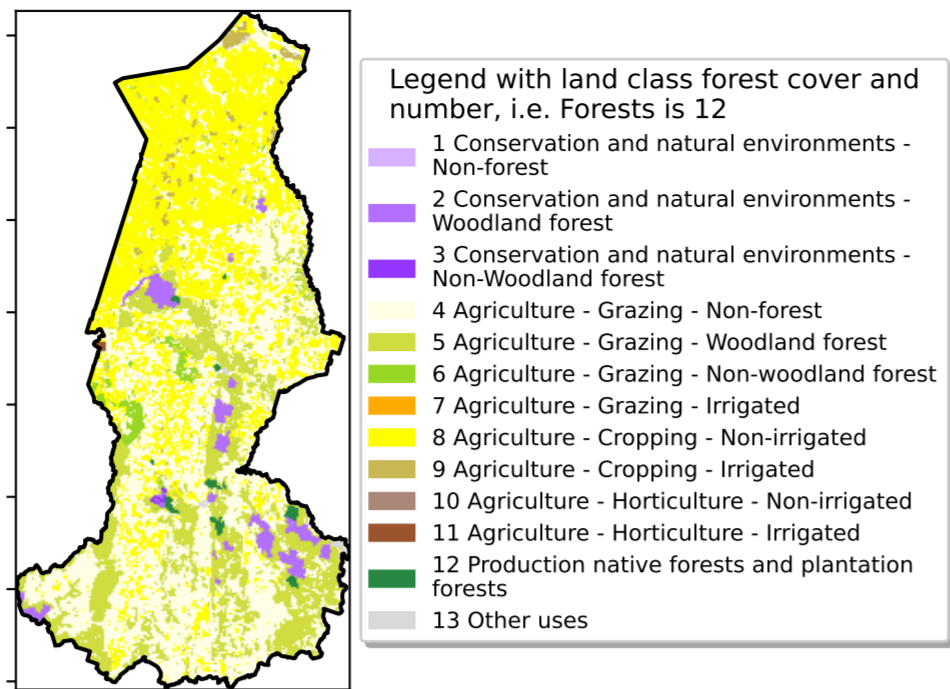 Legend with land class forest cover and
number, i.e. Forests is 12
1 Conservation and natural environments -
Non-forest
2 Conservation and natural environments -
Woodland forest
3 Conservation and natural environments -
Non-Woodland forest
4 Agriculture - Grazing - Non-forest
5 Agriculture - Grazing - Woodland forest
6 Agriculture - Grazing - Non-woodland forest
7 Agriculture - Grazing - Irrigated
8 Agriculture - Cropping - Non-irrigated
9 Agriculture - Cropping - Irrigated
10 Agriculture - Horticulture - Non-irrigated
11 Agriculture - Horticulture - Irrigated
12 Production native forests and plantation
forests
13 Other uses